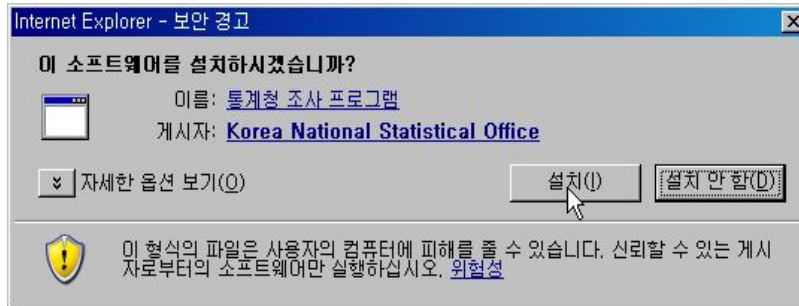 Internet Explorer - 보안 경고
이 소프트웨어를 설치하시겠습니까?
이름: 통계청 조사 프로그램
게시자: Korea National Statistical Office
자세한 옵션 보기(O)
설치(I)
설치 안 함(D)
이 형식의 파일은 사용자의 컴퓨터에 피해를 줄 수 있습니다. 신뢰할 수 있는 게시
자로부터의 소프트웨어만 실행하십시오. 위험성